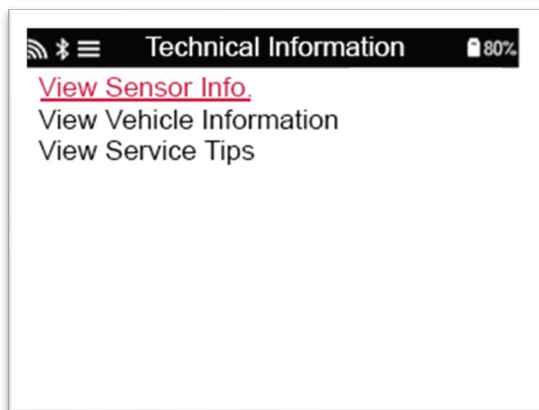 Technical Information 80%
View Sensor Info.
View Vehicle Information
View Service Tips